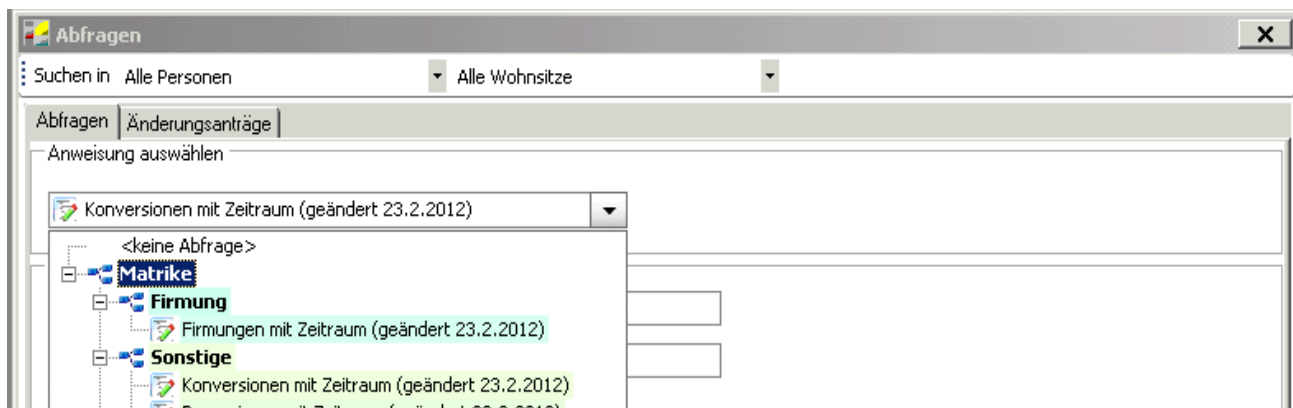 Abfragen
Suchen in Alle Personen Alle Wohnsitze
Abfragen Änderungsanträge
Anweisung auswählen
Konversionen mit Zeitraum (geändert 23.2.2012)
<keine Abfrage>
Matrike
Firmung
Firmungen mit Zeitraum (geändert 23.2.2012)
Sonstige
Konversionen mit Zeitraum (geändert 23.2.2012)